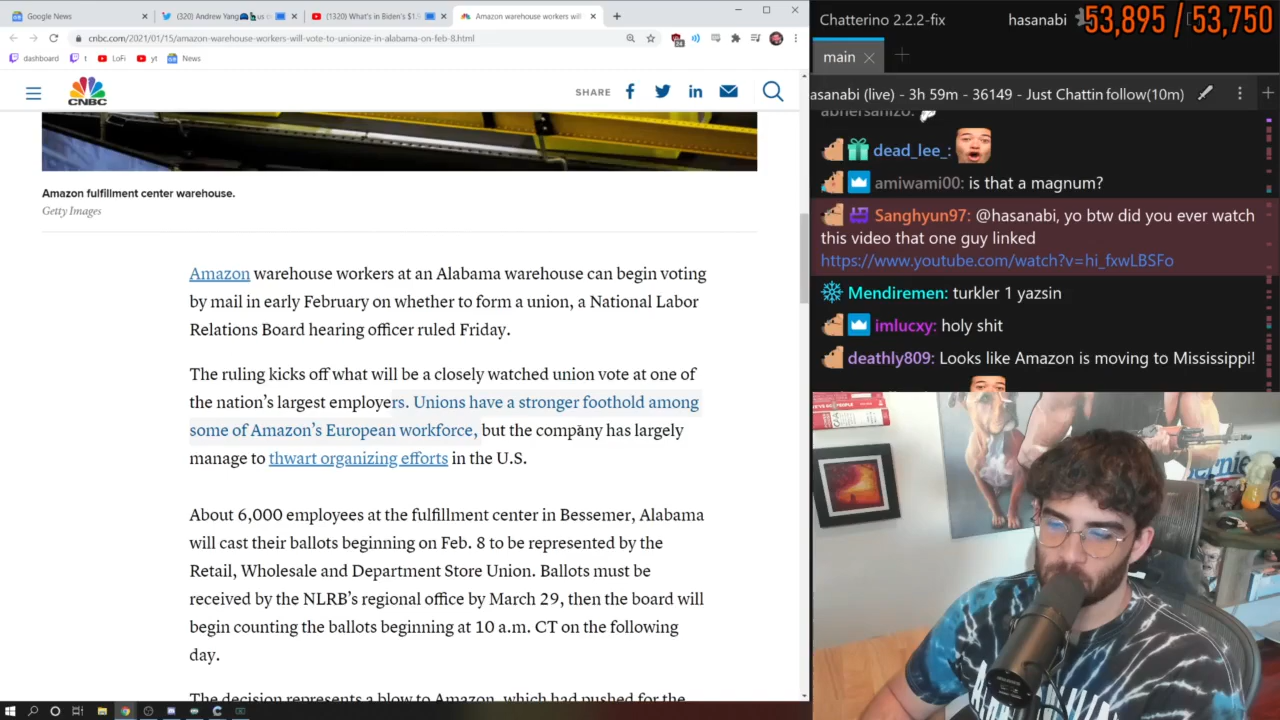 Google News
(320) Andrew Yang
us
(1320) What's in Biden's $1.
Amazon warehouse workers will
cnbc.com/2021/01/15/amazon-warehouse-workers-will-vote-to-unionize-in-alabama-on-feb-8.html
dashboard
t
LoFi
yt
News
CNBC
SHARE
Amazon fulfillment center warehouse.
Getty Images
Amazon warehouse workers at an Alabama warehouse can begin voting
by mail in early February on whether to form a union, a National Labor
Relations Board hearing officer ruled Friday.
The ruling kicks off what will be a closely watched union vote at one of
the nation's largest employers. Unions have a stronger foothold among
some of Amazon's European workforce, but the company has largely
manage to thwart organizing efforts in the U.S.
About 6,000 employees at the fulfillment center in Bessemer, Alabama
will cast their ballots beginning on Feb. 8 to be represented by the
Retail, Wholesale and Department Store Union. Ballots must be
received by the NLRB's regional office by March 29, then the board will
begin counting the ballots beginning at 10 a.m. CT on the following
day.
The decision represents a blow to Amazon, which had pushed for the
Chatterino 2.2.2-fix
hasanabi
53,895 / 53,750
main
asanabi (live) - 3h 59m - 36149 - Just Chattin follow(10m)
dead_lee_:
amiwami00: is that a magnum?
Sanghyun97: @hasanabi, yo btw did you ever watch
this video that one guy linked
https://www.youtube.com/watch?v=hi_fxwLBSFo
Mendiremen: turkler 1 yazsin
imlucxy: holy shit
deathly809: Looks like Amazon is moving to Mississippi!
Bernie